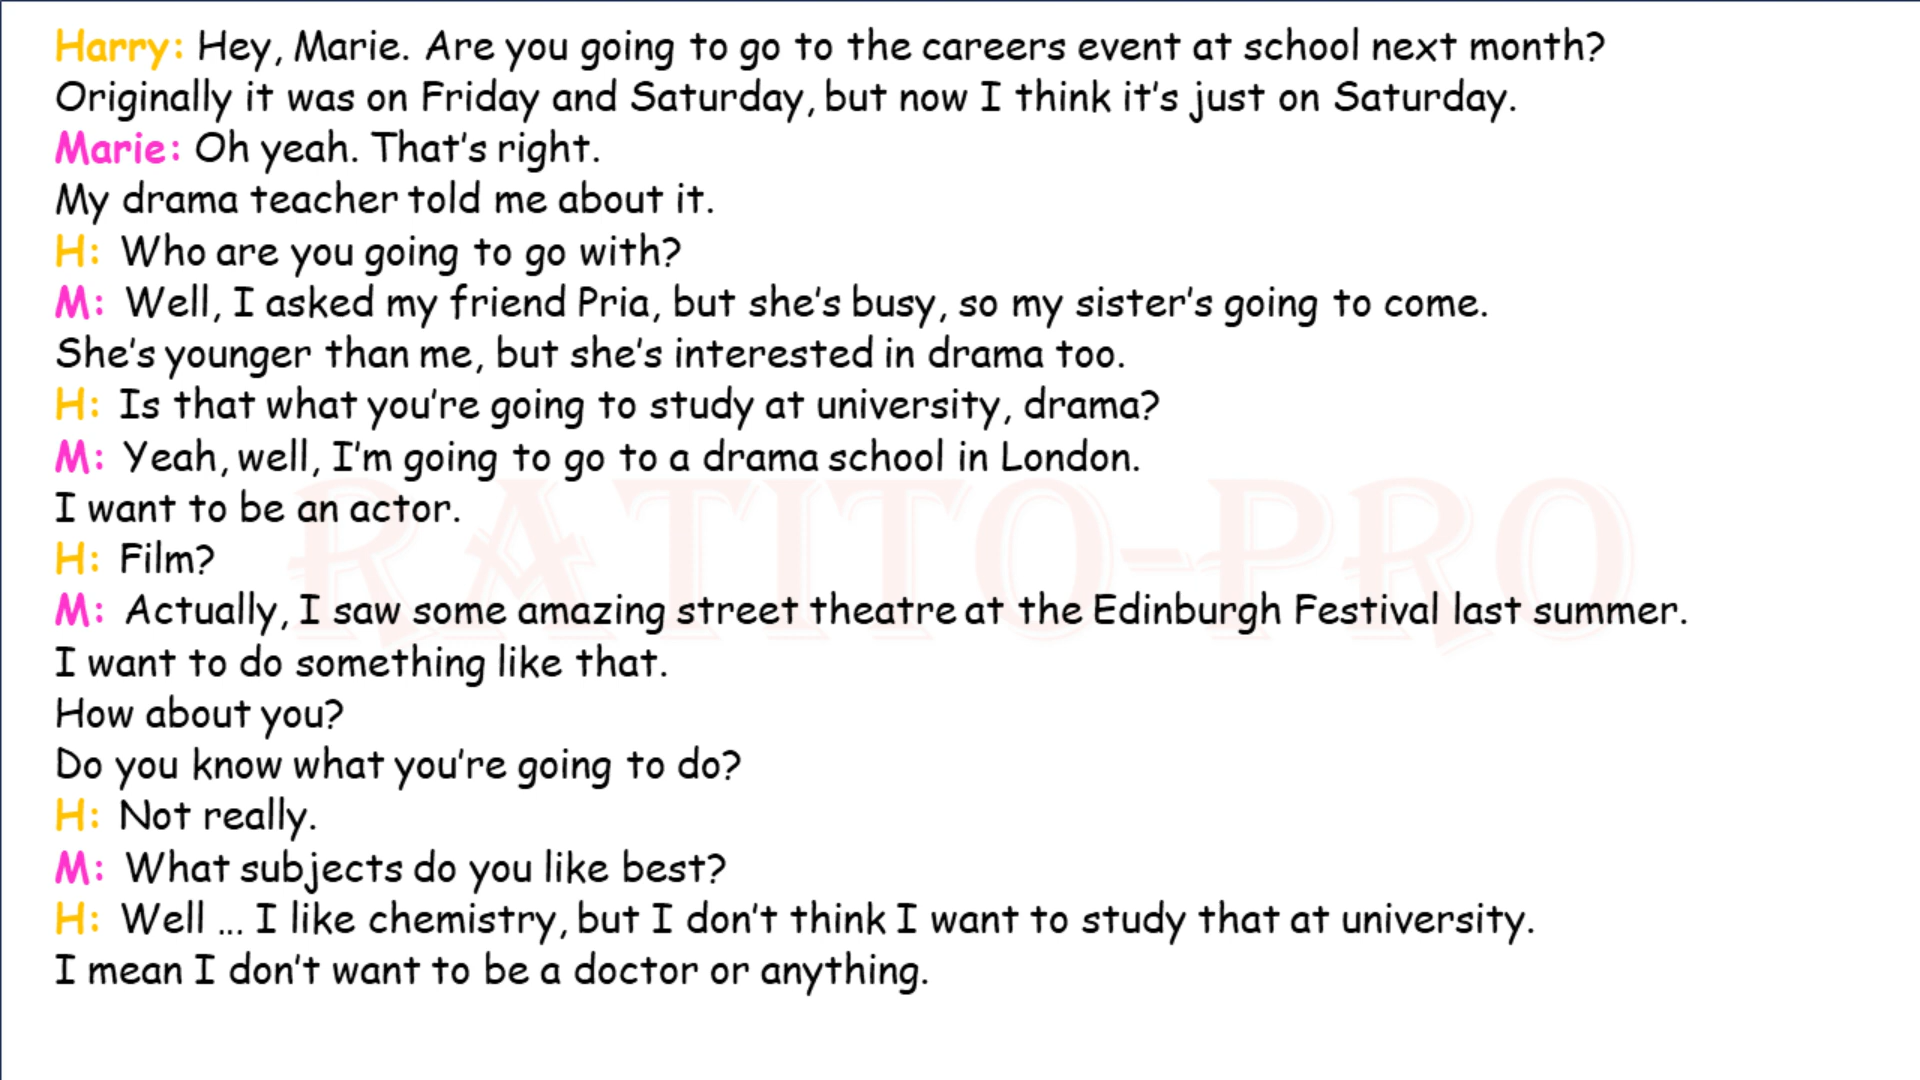 Harry: Hey, Marie. Are you going to go to the careers event at school next month?
Originally it was on Friday and Saturday, but now I think it's just on Saturday.
Marie: Oh yeah. That's right.
My drama teacher told me about it.
H: Who are you going to go with?
M: Well, I asked my friend Pria, but she's busy, so my sister's going to come.
She's younger than me, but she's interested in drama too.
H: Is that what you're going to study at university, drama?
M: Yeah, well, I'm going to go to a drama school in London.
I want to be an actor.
H: Film?
RATITO-PRO
M: Actually, I saw some amazing street theatre at the Edinburgh Festival last summer.
I want to do something like that.
How about you?
Do you know what you're going to do?
H: Not really.
M: What subjects do you like best?
H: Well ... I like chemistry, but I don't think I want to study that at university.
I mean I don't want to be a doctor or anything.